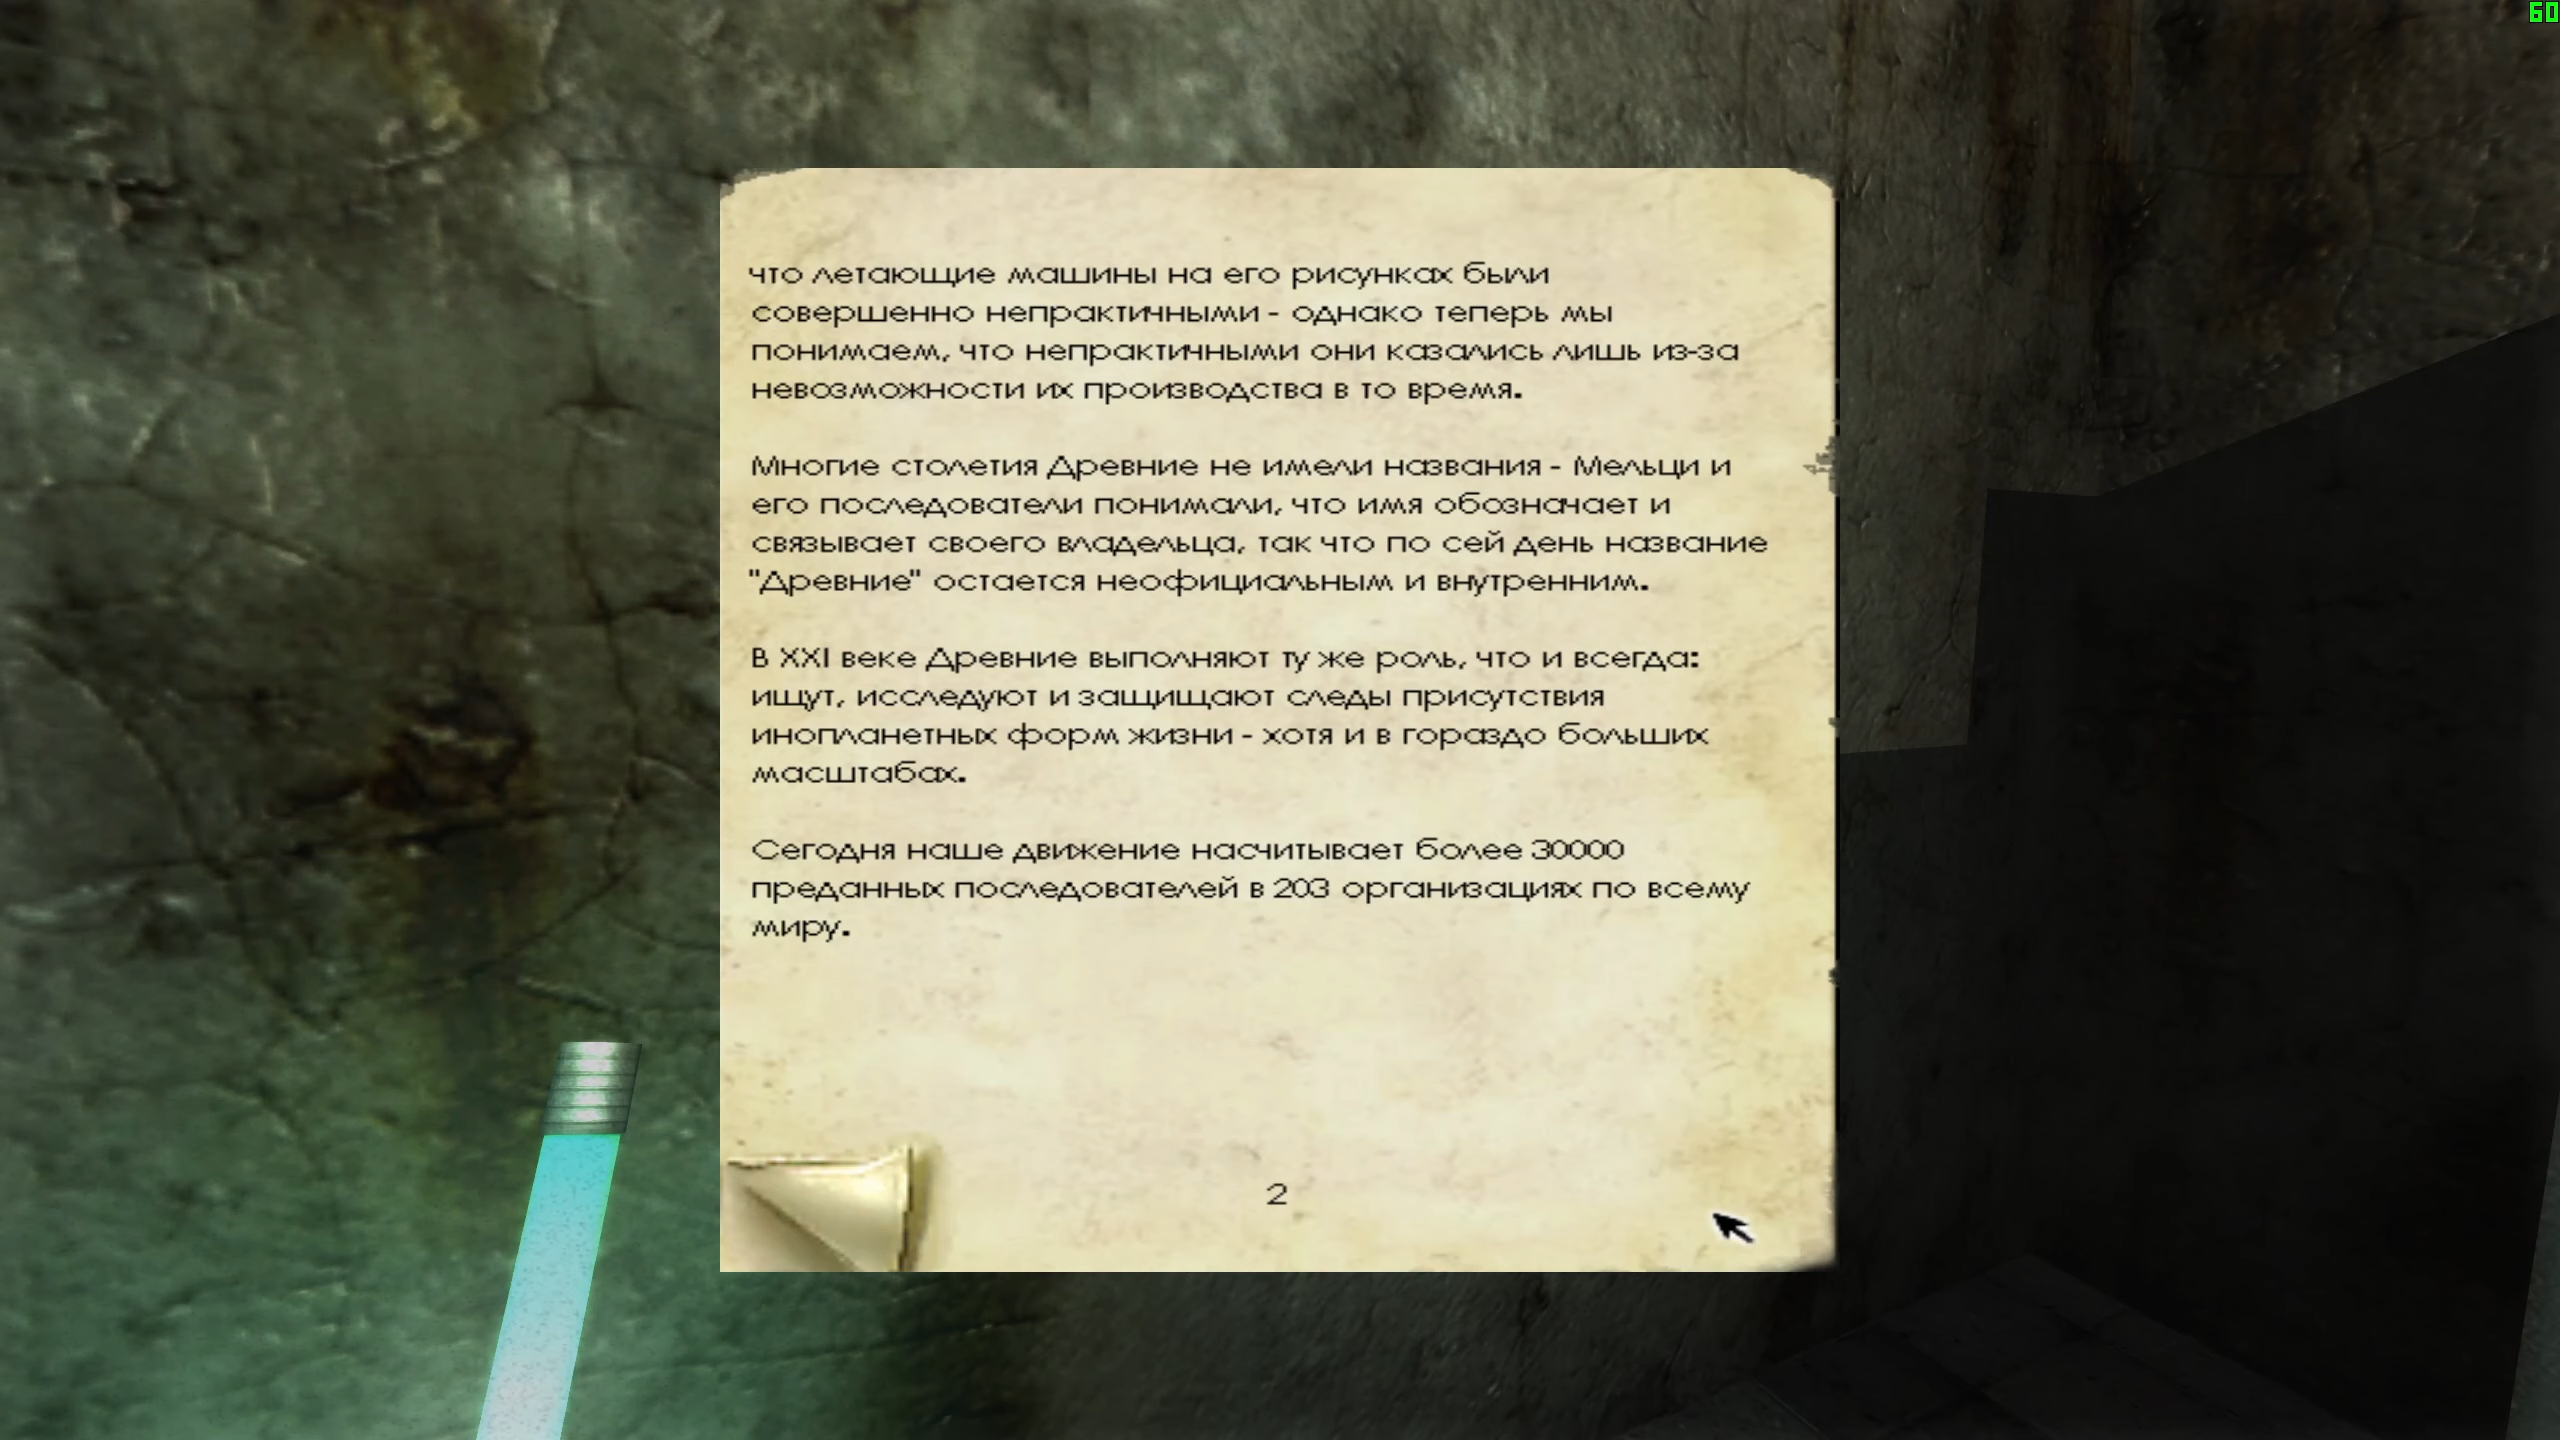 60
что летающие машины на его рисунках были
совершенно непрактичными - однако теперь мы
понимаем, что непрактичными они казались лишь из-за
невозможности их производства в то время.
Многие столетия Древние не имели названия - Мельци и
его последователи понимали, что имя обозначает и
связывает своего владельца, так что по сей день название
"Древние" остается неофициальным и внутренним.
В XXI веке Древние выполняют ту же роль, что и всегда:
ищут, исследуют и защищают следы присутствия
инопланетных форм жизни - хотя и в гораздо больших
масштабах.
Сегодня наше движение насчитывает более 30000
преданных последователей в 203 организациях по всему
миру.
2